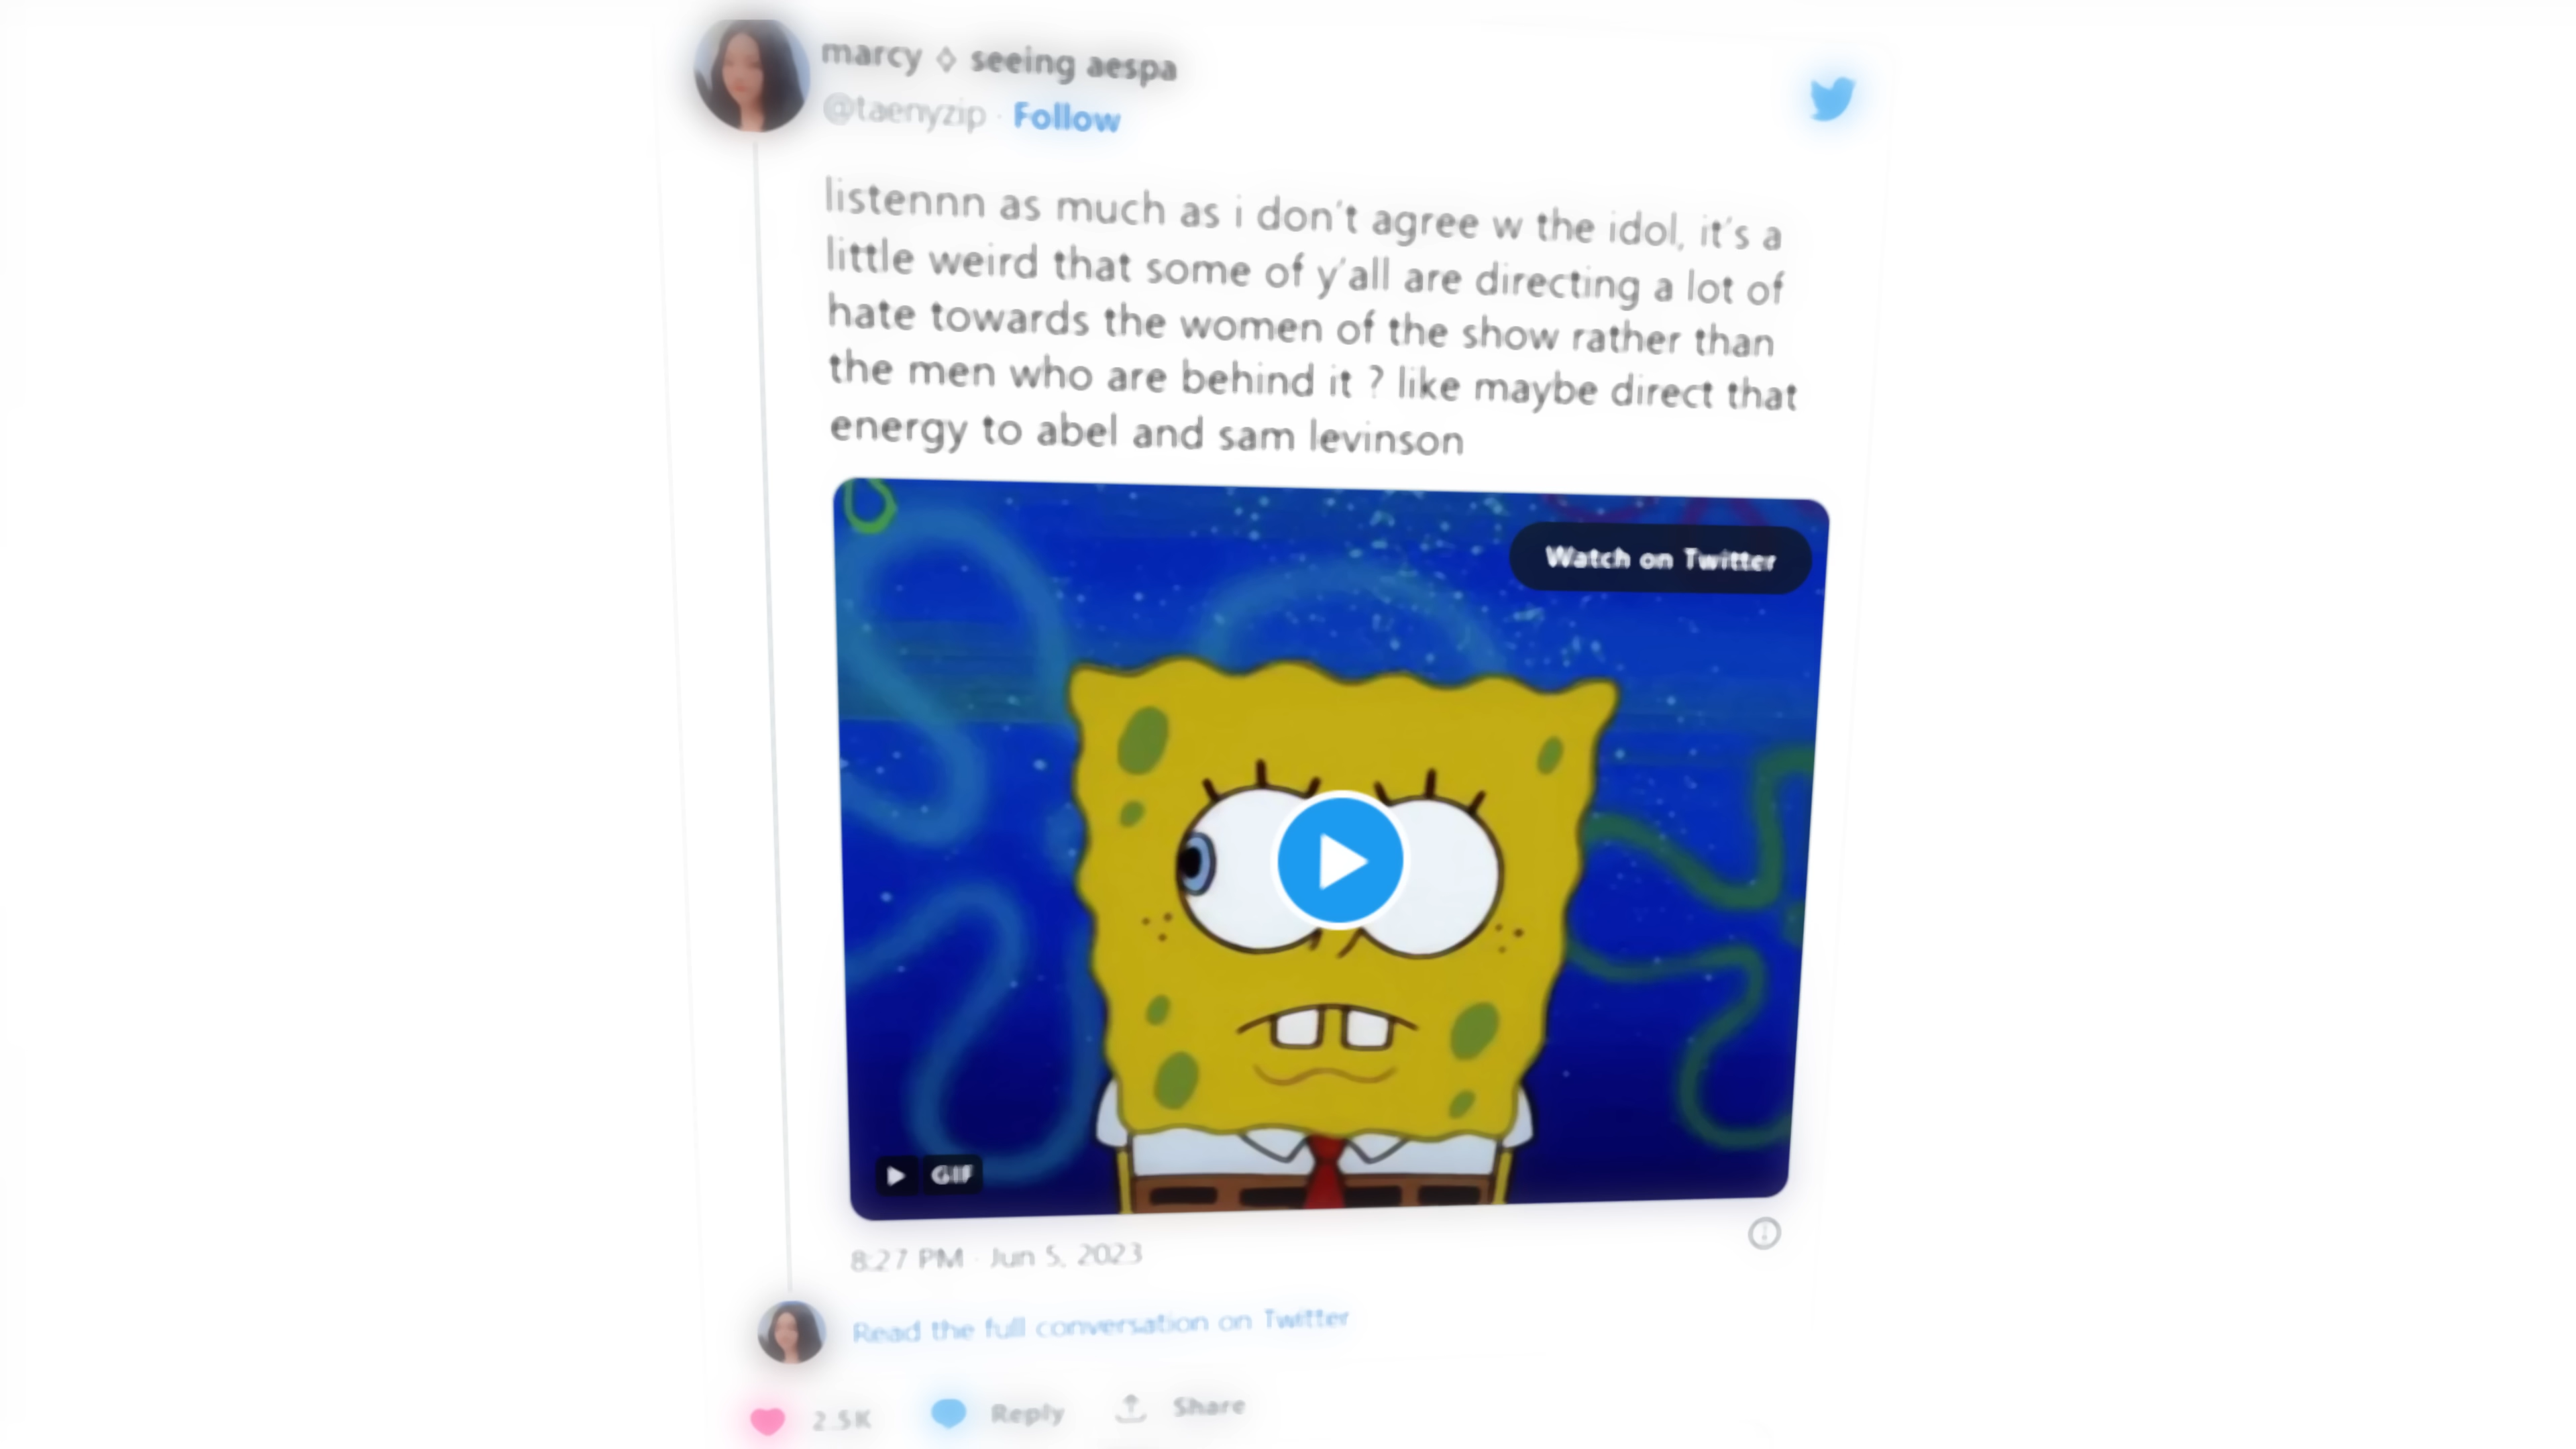 marcy ◇ seeing aespa
@taenyzip · Follow
listennn as much as i don't agree w the idol, it's a
little weird that some of y'all are directing a lot of
hate towards the women of the show rather than
the men who are behind it ? like maybe direct that
energy to abel and sam levinson
Watch on Twitter
GIF
8:27 PM · Jun 5, 2023
Read the full conversation on Twitter
2.5K Reply Share